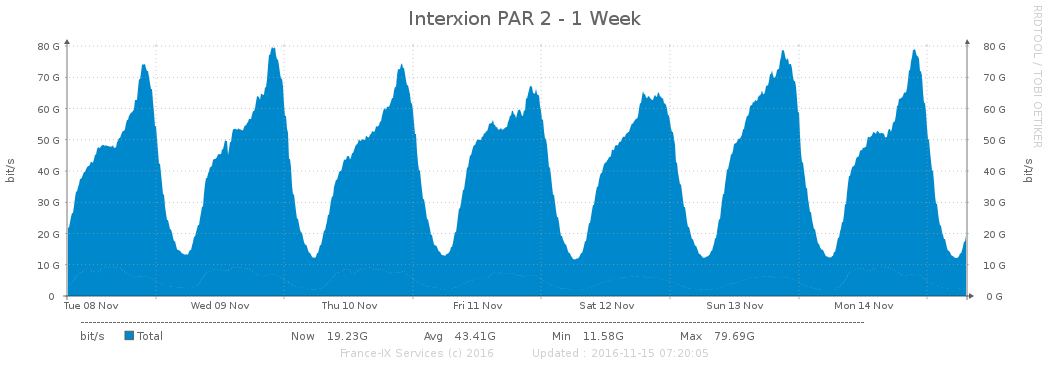 Interxion PAR 2 - 1 Week
RRDTOOL / TOBI OETIKER
bit/s
80 G 80 G
70 G 70 G
60 G 60 G
50 G 50 G
40 G 40 G
30 G 30 G
20 G 20 G
10 G 10 G
0 0 G
bit/s
Tue 08 Nov Wed 09 Nov Thu 10 Nov Fri 11 Nov Sat 12 Nov Sun 13 Nov Mon 14 Nov
bit/s Total Now 19.23G Avg 43.41G Min 11.58G Max 79.69G
France-IX Services (c) 2016 Updated : 2016-11-15 07:20:05